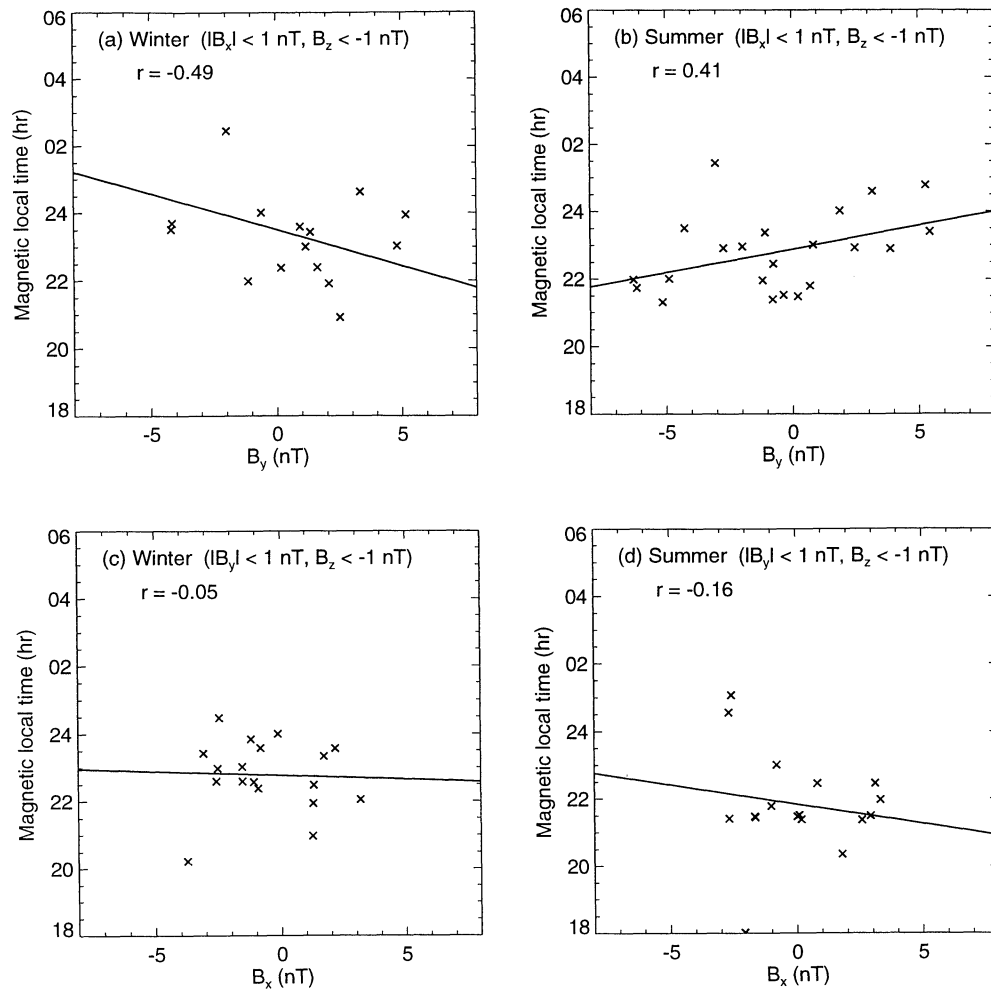 (a) Winter (|Bx| < 1 nT, Bz < -1 nT)
r = -0.49
Magnetic local time (hr)
06
04
02
24
22
20
18
-5 0 5
By (nT)
(b) Summer (|Bx| < 1 nT, Bz < -1 nT)
r = 0.41
Magnetic local time (hr)
06
04
02
24
22
20
18
-5 0 5
By (nT)
(c) Winter (|By| < 1 nT, Bz < -1 nT)
r = -0.05
Magnetic local time (hr)
06
04
02
24
22
20
18
-5 0 5
Bx (nT)
(d) Summer (|By| < 1 nT, Bz < -1 nT)
r = -0.16
Magnetic local time (hr)
06
04
02
24
22
20
18
-5 0 5
Bx (nT)